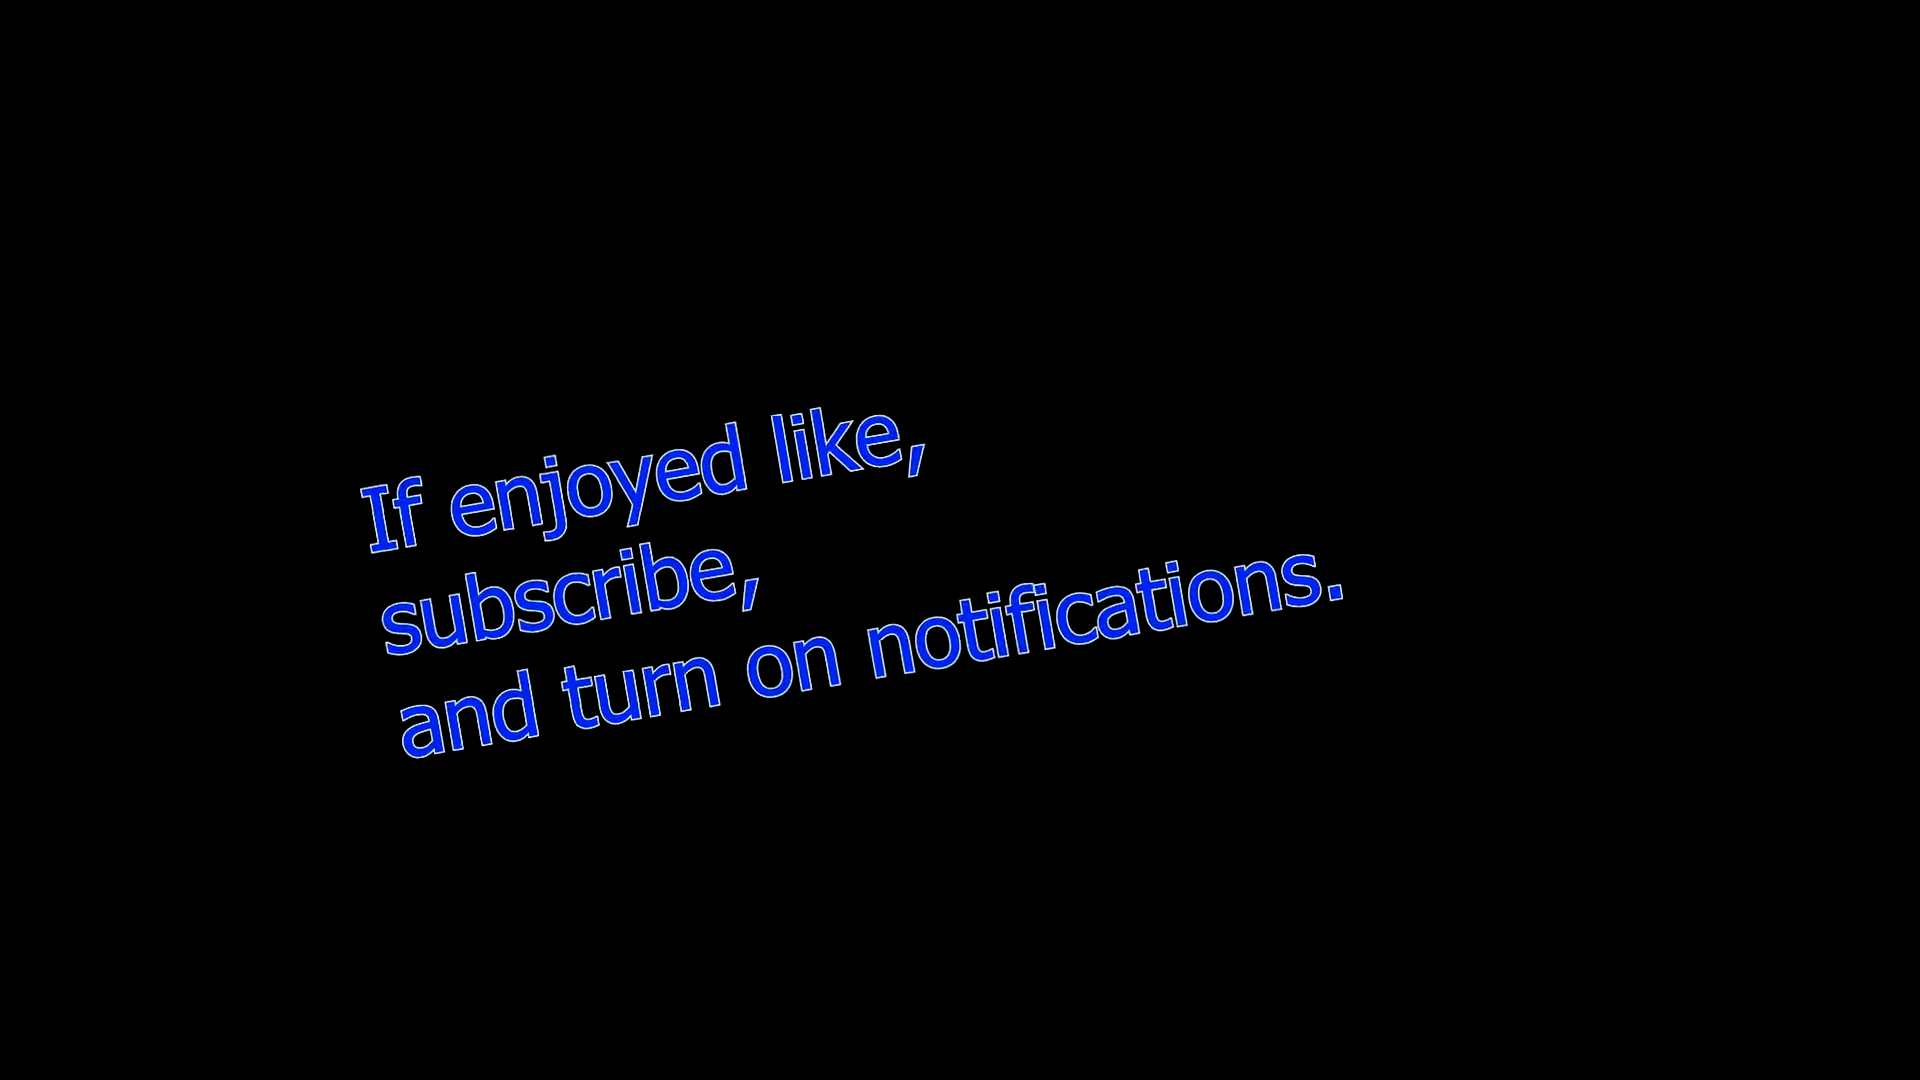 If enjoyed like,
subscribe,
and turn on notifications.